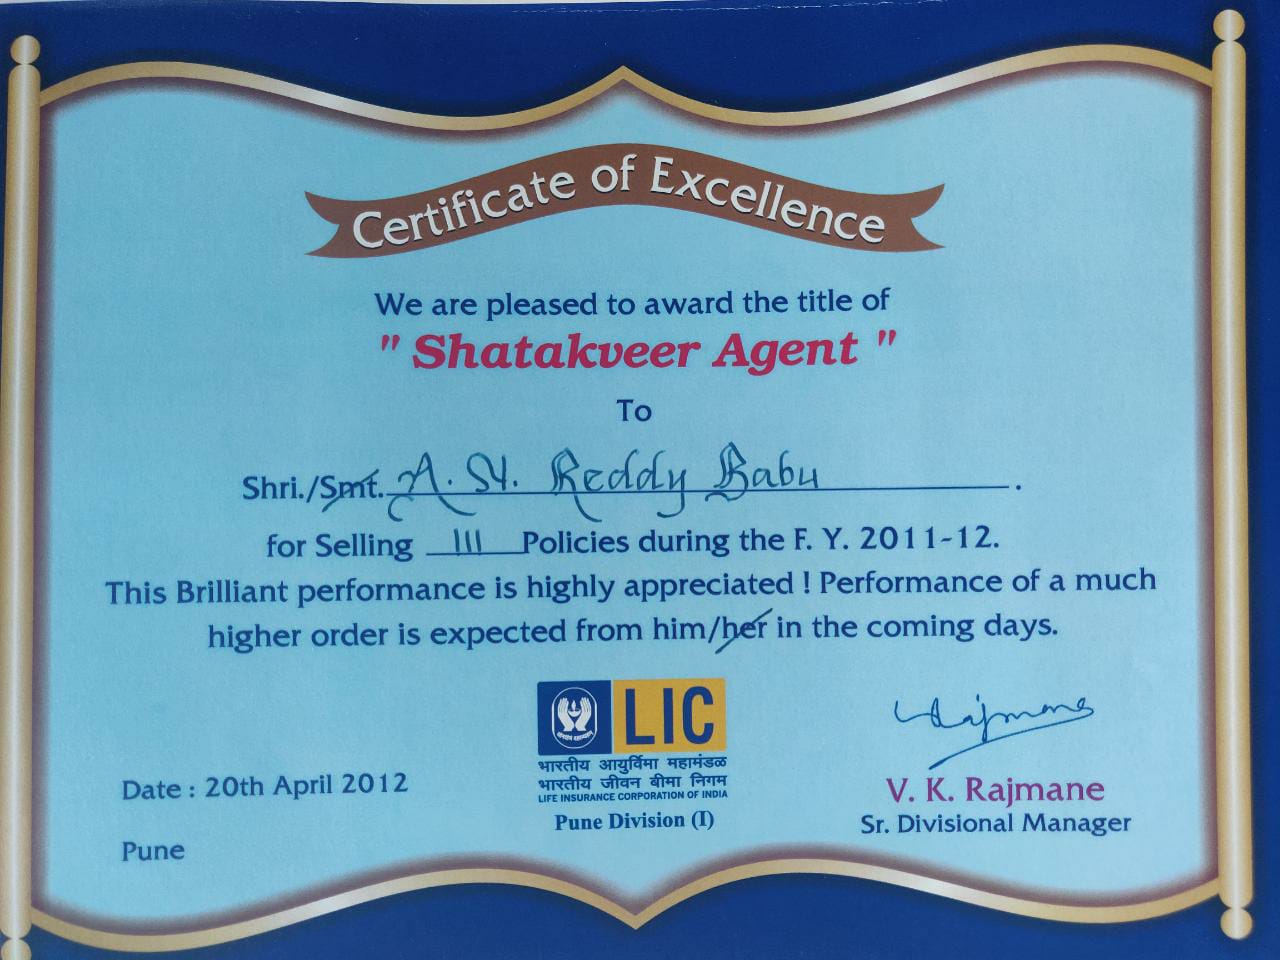 Certificate of Excellence
We are pleased to award the title of
" Shatakveer Agent "
To
Shri./Smt. A. Reddy Babu.
for Selling 111 Policies during the F. Y. 2011-12.
This Brilliant performance is highly appreciated ! Performance of a much
higher order is expected from him/her in the coming days.
LIC
भारतीय आयुर्विमा महामंडळ
भारतीय जीवन बीमा निगम
LIFE INSURANCE CORPORATION OF INDIA
Pune Division (I)
Date : 20th April 2012
Pune
Rajmane
V. K. Rajmane
Sr. Divisional Manager